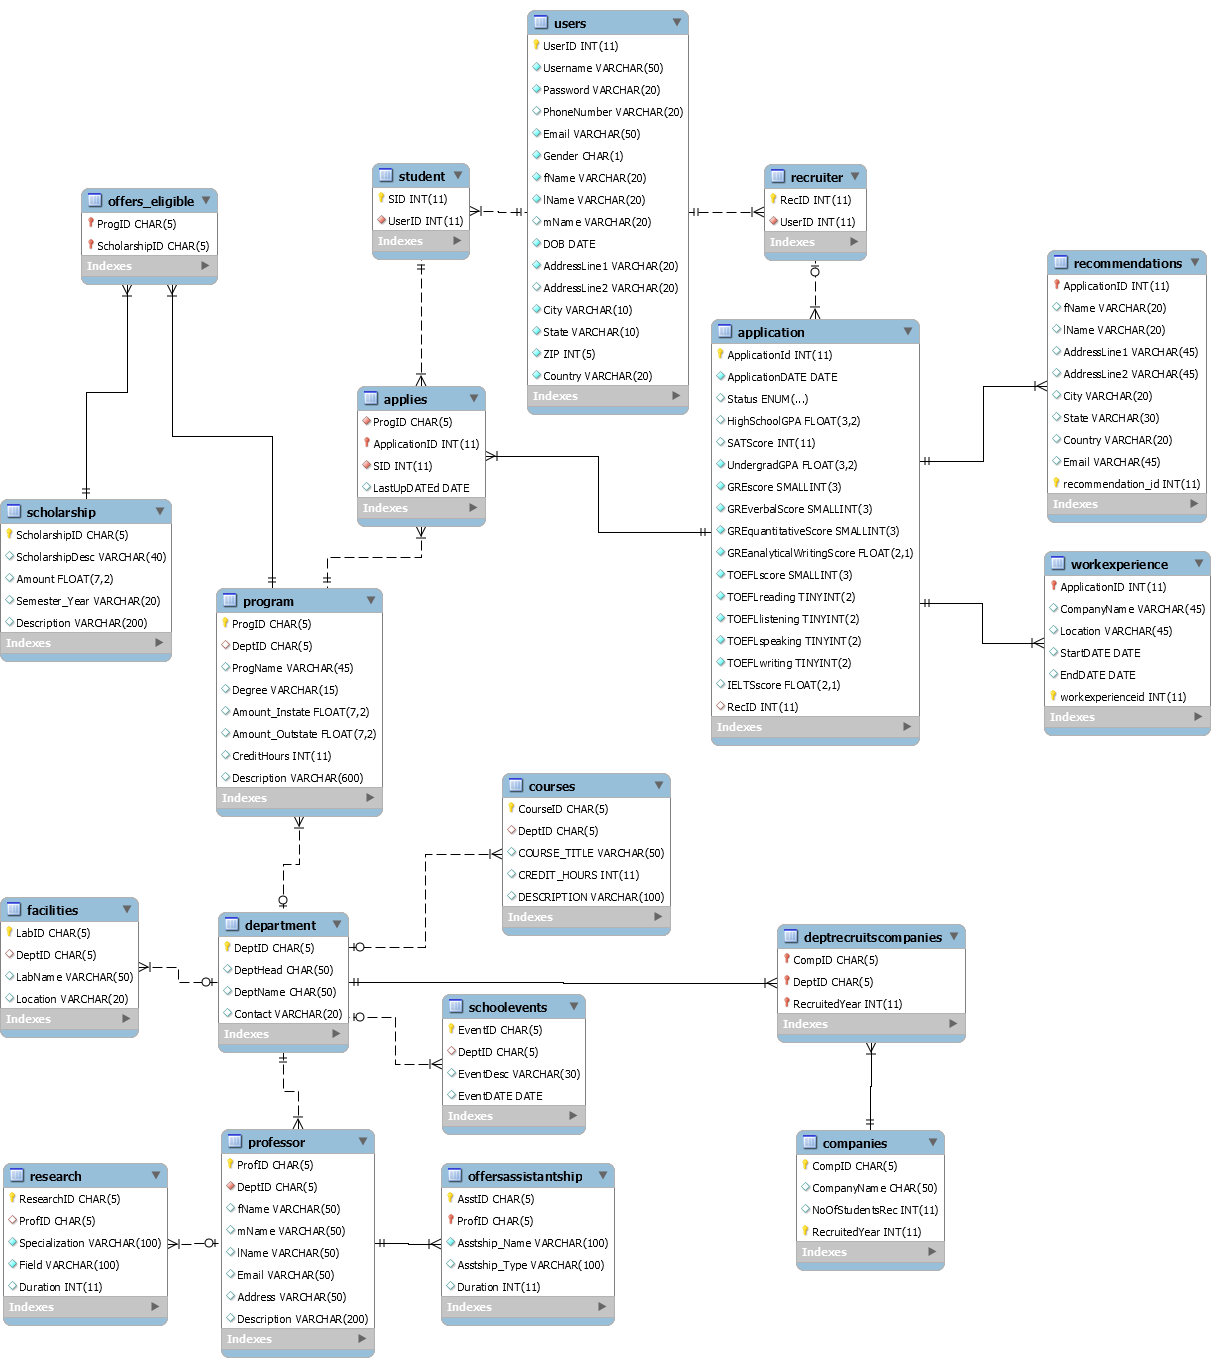 users
UserID INT(11)
Username VARCHAR(50)
Password VARCHAR(20)
PhoneNumber VARCHAR(20)
Email VARCHAR(50)
Gender CHAR(1)
fName VARCHAR(20)
lName VARCHAR(20)
mName VARCHAR(20)
DOB DATE
AddressLine1 VARCHAR(20)
AddressLine2 VARCHAR(20)
City VARCHAR(10)
State VARCHAR(10)
ZIP INT(5)
Country VARCHAR(20)
Indexes
student
SID INT(11)
UserID INT(11)
Indexes
recruiter
RecID INT(11)
UserID INT(11)
Indexes
offers_eligible
ProgID CHAR(5)
ScholarshipID CHAR(5)
Indexes
recommendations
ApplicationID INT(11)
fName VARCHAR(20)
lName VARCHAR(20)
AddressLine1 VARCHAR(45)
AddressLine2 VARCHAR(45)
City VARCHAR(20)
State VARCHAR(30)
Country VARCHAR(20)
Email VARCHAR(45)
recommendation_id INT(11)
Indexes
application
ApplicationId INT(11)
ApplicationDATE DATE
Status ENUM(...)
HighSchoolGPA FLOAT(3,2)
SATScore INT(11)
UndergradGPA FLOAT(3,2)
GREscore SMALLINT(3)
GREverbalScore SMALLINT(3)
GREquantitativeScore SMALLINT(3)
GREanalyticalWritingScore FLOAT(2,1)
TOEFLscore SMALLINT(3)
TOEFLreading TINYINT(2)
TOEFLlistening TINYINT(2)
TOEFLspeaking TINYINT(2)
TOEFLwriting TINYINT(2)
IELTSscore FLOAT(2,1)
RecID INT(11)
Indexes
applies
ProgID CHAR(5)
ApplicationID INT(11)
SID INT(11)
LastUpDATEd DATE
Indexes
scholarship
ScholarshipID CHAR(5)
ScholarshipDesc VARCHAR(40)
Amount FLOAT(7,2)
Semester_Year VARCHAR(20)
Description VARCHAR(200)
Indexes
workexperience
ApplicationID INT(11)
CompanyName VARCHAR(45)
Location VARCHAR(45)
StartDATE DATE
EndDATE DATE
workexperienceid INT(11)
Indexes
program
ProgID CHAR(5)
DeptID CHAR(5)
ProgName VARCHAR(45)
Degree VARCHAR(15)
Amount_Instate FLOAT(7,2)
Amount_Outstate FLOAT(7,2)
CreditHours INT(11)
Description VARCHAR(600)
Indexes
courses
CourseID CHAR(5)
DeptID CHAR(5)
COURSE_TITLE VARCHAR(50)
CREDIT_HOURS INT(11)
DESCRIPTION VARCHAR(100)
Indexes
facilities
LabID CHAR(5)
DeptID CHAR(5)
LabName VARCHAR(50)
Location VARCHAR(20)
Indexes
department
DeptID CHAR(5)
DeptHead CHAR(50)
DeptName CHAR(50)
Contact VARCHAR(20)
Indexes
deptrecruitscompanies
CompID CHAR(5)
DeptID CHAR(5)
RecruitedYear INT(11)
Indexes
schoolevents
EventID CHAR(5)
DeptID CHAR(5)
EventDesc VARCHAR(30)
EventDATE DATE
Indexes
professor
ProfID CHAR(5)
DeptID CHAR(5)
fName VARCHAR(50)
mName VARCHAR(50)
lName VARCHAR(50)
Email VARCHAR(50)
Address VARCHAR(50)
Description VARCHAR(200)
Indexes
companies
CompID CHAR(5)
CompanyName CHAR(50)
NoOfStudentsRec INT(11)
RecruitedYear INT(11)
Indexes
research
ResearchID CHAR(5)
ProfID CHAR(5)
Specialization VARCHAR(100)
Field VARCHAR(100)
Duration INT(11)
Indexes
offersassistantship
AsstID CHAR(5)
ProfID CHAR(5)
Asstship_Name VARCHAR(100)
Asstship_Type VARCHAR(100)
Duration INT(11)
Indexes